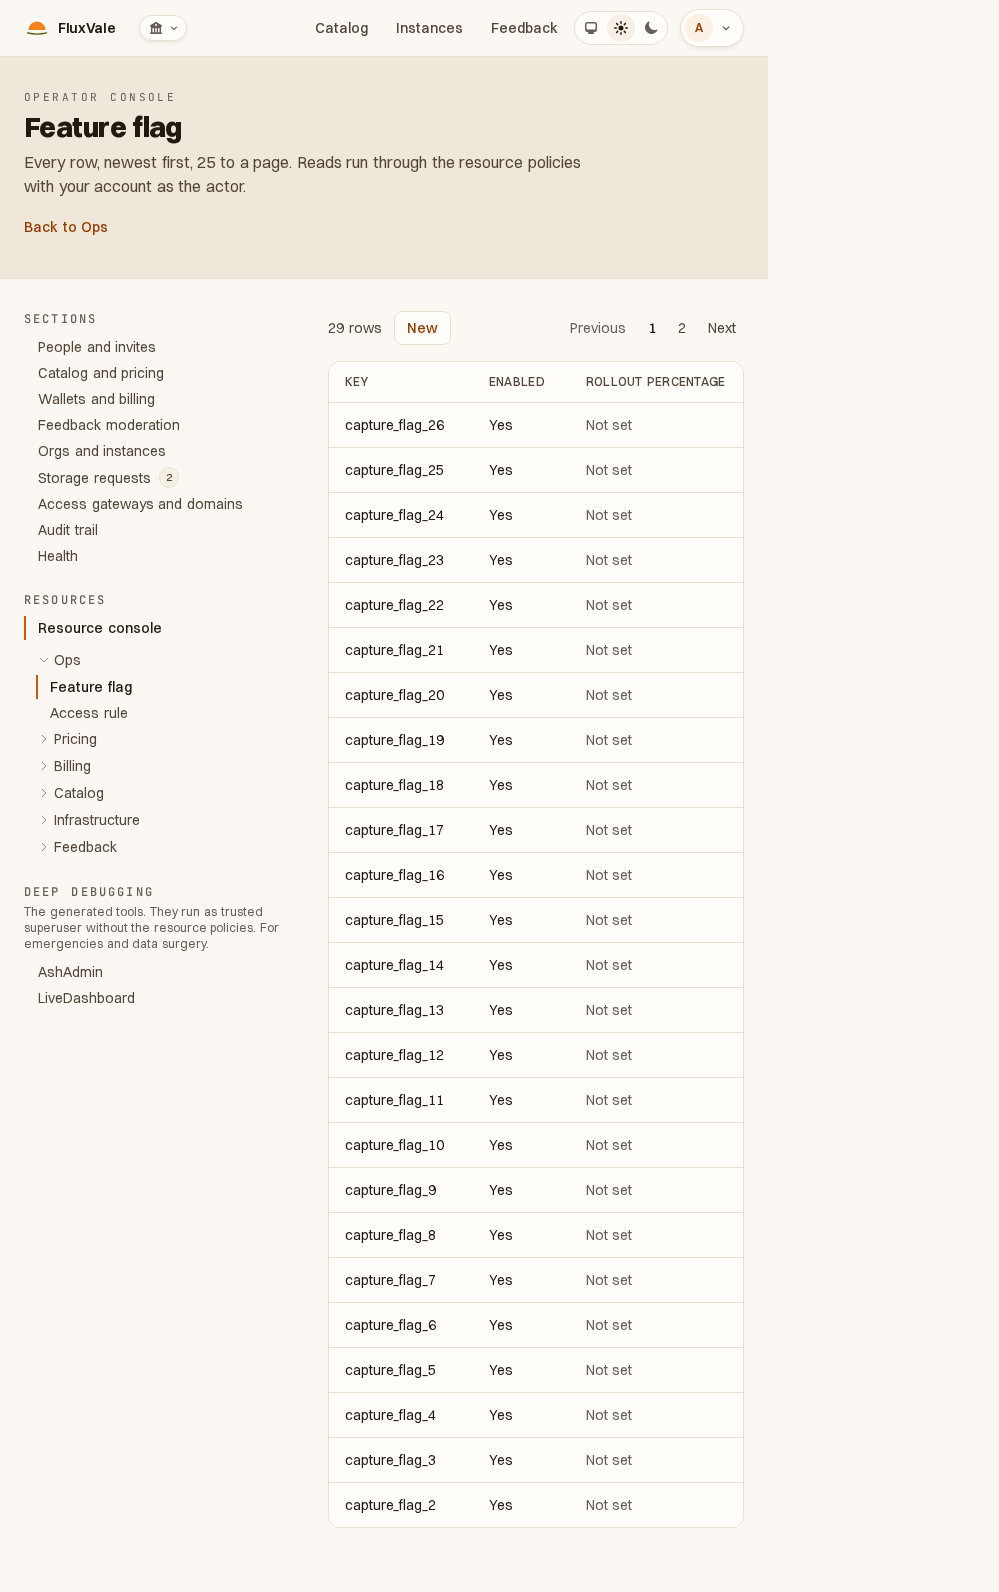 FluxVale
Catalog
Instances
Feedback
A
OPERATOR CONSOLE
Feature flag
Every row, newest first, 25 to a page. Reads run through the resource policies
with your account as the actor.
Back to Ops
SECTIONS
People and invites
Catalog and pricing
Wallets and billing
Feedback moderation
Orgs and instances
Storage requests 2
Access gateways and domains
Audit trail
Health
RESOURCES
Resource console
Ops
Feature flag
Access rule
Pricing
Billing
Catalog
Infrastructure
Feedback
DEEP DEBUGGING
The generated tools. They run as trusted
superuser without the resource policies. For
emergencies and data surgery.
AshAdmin
LiveDashboard
29 rows New Previous 1 2 Next
KEY ENABLED ROLLOUT PERCENTAGE
capture_flag_26 Yes Not set
capture_flag_25 Yes Not set
capture_flag_24 Yes Not set
capture_flag_23 Yes Not set
capture_flag_22 Yes Not set
capture_flag_21 Yes Not set
capture_flag_20 Yes Not set
capture_flag_19 Yes Not set
capture_flag_18 Yes Not set
capture_flag_17 Yes Not set
capture_flag_16 Yes Not set
capture_flag_15 Yes Not set
capture_flag_14 Yes Not set
capture_flag_13 Yes Not set
capture_flag_12 Yes Not set
capture_flag_11 Yes Not set
capture_flag_10 Yes Not set
capture_flag_9 Yes Not set
capture_flag_8 Yes Not set
capture_flag_7 Yes Not set
capture_flag_6 Yes Not set
capture_flag_5 Yes Not set
capture_flag_4 Yes Not set
capture_flag_3 Yes Not set
capture_flag_2 Yes Not set